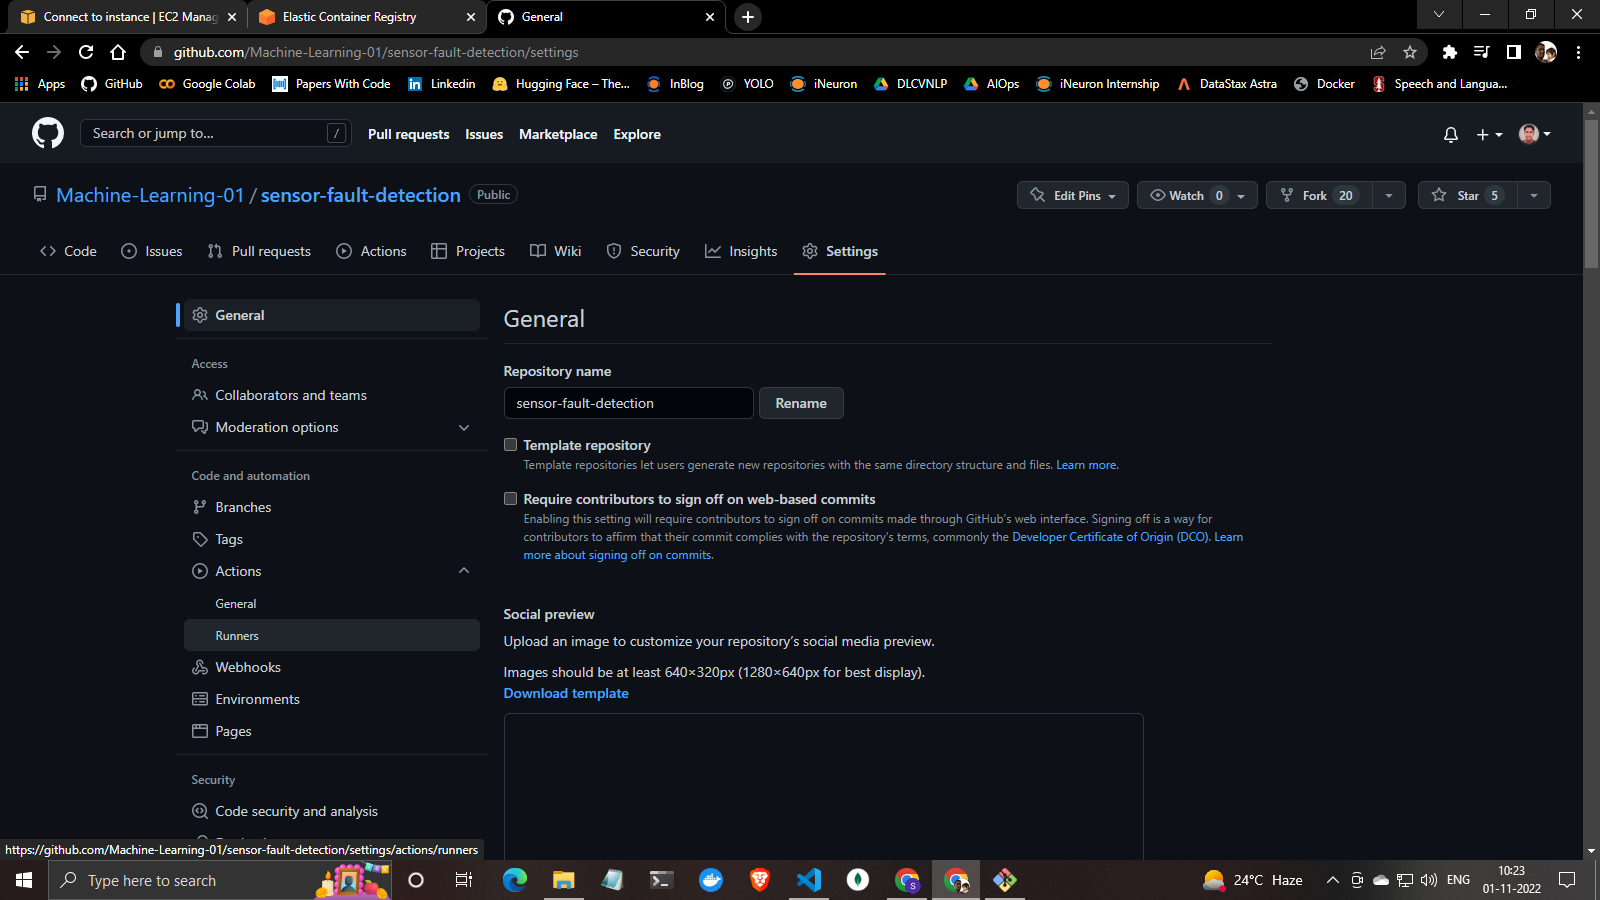 Connect to instance | EC2 Manag
Elastic Container Registry
General
github.com/Machine-Learning-01/sensor-fault-detection/settings
Apps
GitHub
Google Colab
Papers With Code
Linkedin
Hugging Face – The...
InBlog
YOLO
iNeuron
DLCVNLP
AIOps
iNeuron Internship
DataStax Astra
Docker
Speech and Langua...
Search or jump to...
/
Pull requests
Issues
Marketplace
Explore
Machine-Learning-01 / sensor-fault-detection
Public
Edit Pins
Watch 0
Fork 20
Star 5
Code
Issues
Pull requests
Actions
Projects
Wiki
Security
Insights
Settings
General
Access
Collaborators and teams
Moderation options
Code and automation
Branches
Tags
Actions
General
Runners
Webhooks
Environments
Pages
Security
Code security and analysis
General
Repository name
sensor-fault-detection
Rename
Template repository
Template repositories let users generate new repositories with the same directory structure and files. Learn more.
Require contributors to sign off on web-based commits
Enabling this setting will require contributors to sign off on commits made through GitHub's web interface. Signing off is a way for
contributors to affirm that their commit complies with the repository's terms, commonly the Developer Certificate of Origin (DCO). Learn
more about signing off on commits.
Social preview
Upload an image to customize your repository's social media preview.
Images should be at least 640×320px (1280×640px for best display).
Download template
https://github.com/Machine-Learning-01/sensor-fault-detection/settings/actions/runners
Type here to search
S
24°C Haze
ENG
10:23
01-11-2022